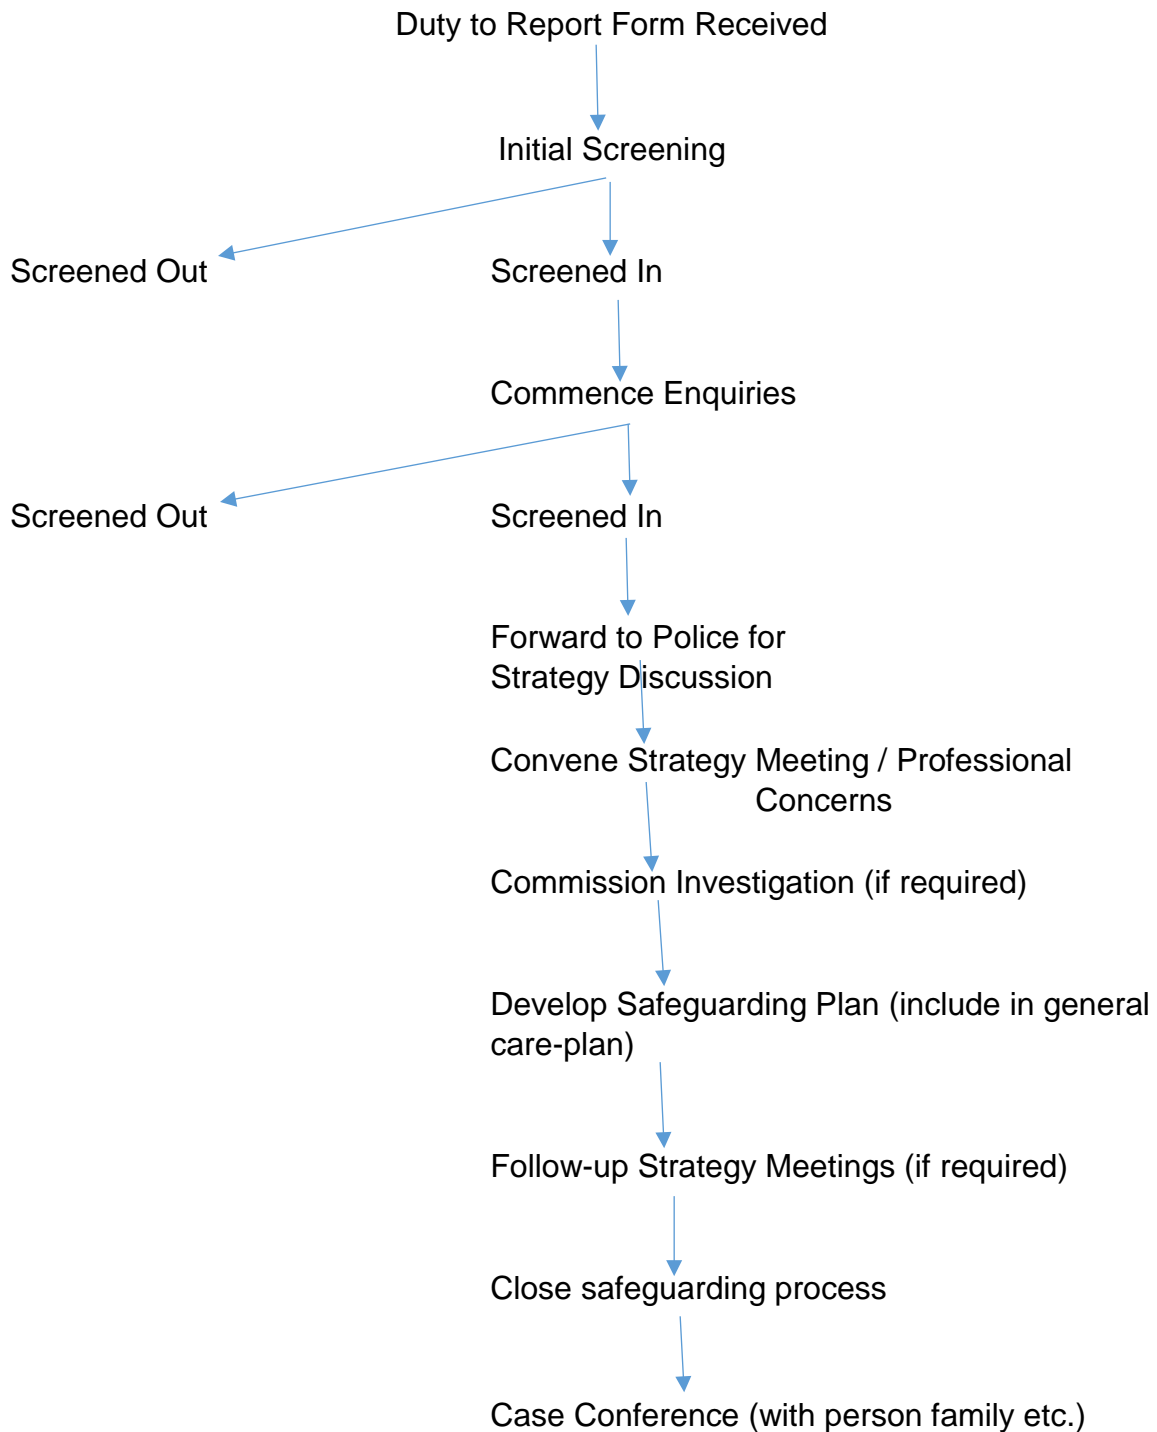 Duty to Report Form Received
Initial Screening
Screened Out
Screened In
Commence Enquiries
Screened Out
Screened In
Forward to Police for
Strategy Discussion
Convene Strategy Meeting / Professional
Concerns
Commission Investigation (if required)
Develop Safeguarding Plan (include in general
care-plan)
Follow-up Strategy Meetings (if required)
Close safeguarding process
Case Conference (with person family etc.)